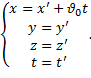 x = x′ + ϑ₀t
y = y′
z = z′
t = t′
.